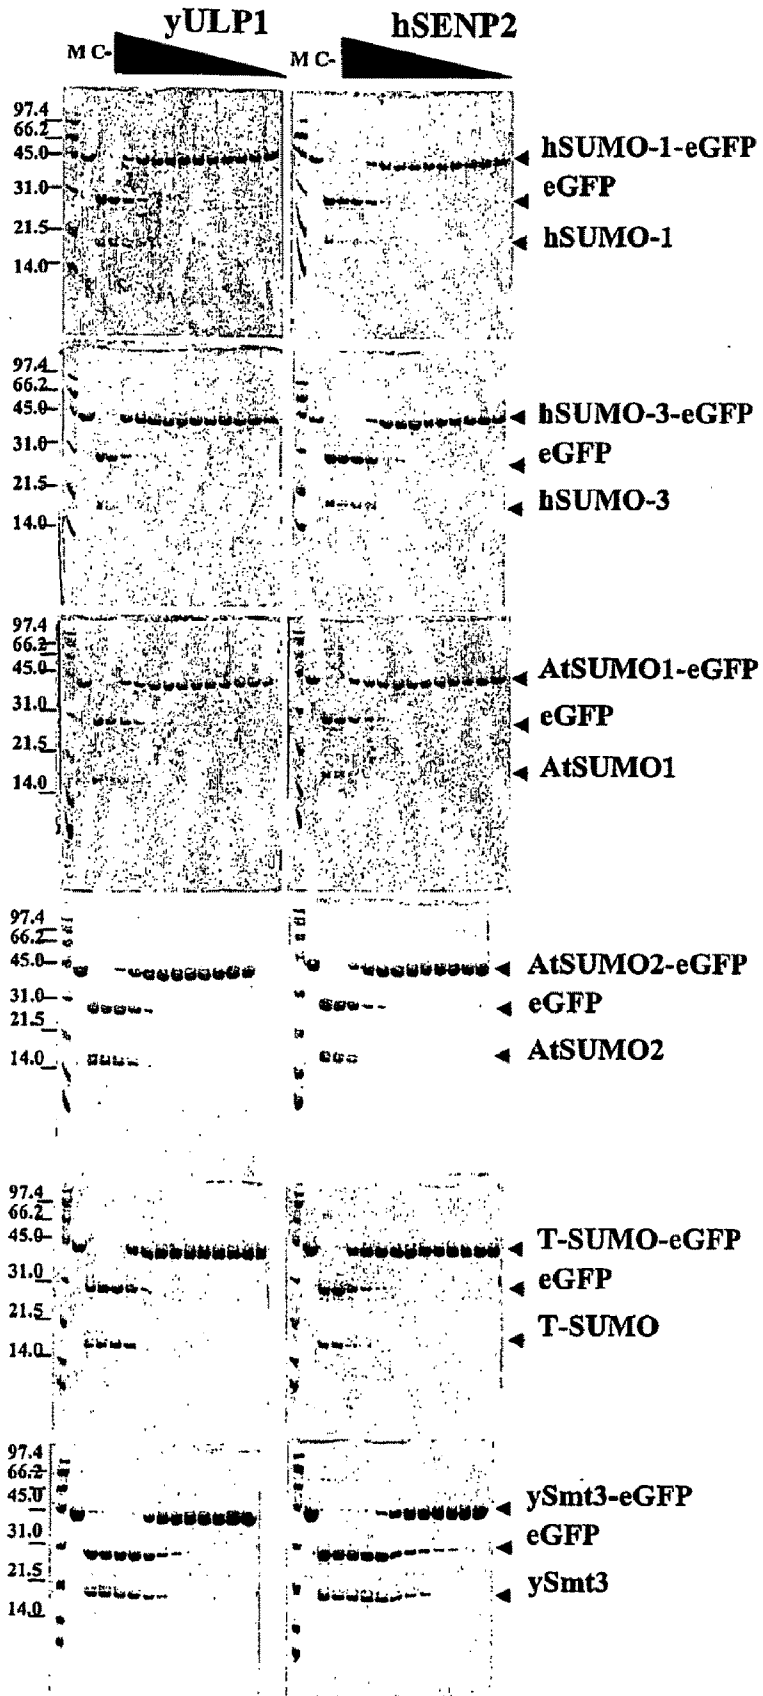 yULP1 hSENP2
M C- M C-
97.4
66.2
45.0
31.0
21.5
14.0
hSUMO-1-eGFP
eGFP
hSUMO-1
97.4
66.2
45.0
31.0
21.5
14.0
hSUMO-3-eGFP
eGFP
hSUMO-3
97.4
66.2
45.0
31.0
21.5
14.0
AtSUMO1-eGFP
eGFP
AtSUMO1
97.4
66.2
45.0
31.0
21.5
14.0
AtSUMO2-eGFP
eGFP
AtSUMO2
97.4
66.2
45.0
31.0
21.5
14.0
T-SUMO-eGFP
eGFP
T-SUMO
97.4
66.2
45.0
31.0
21.5
14.0
ySmt3-eGFP
eGFP
ySmt3